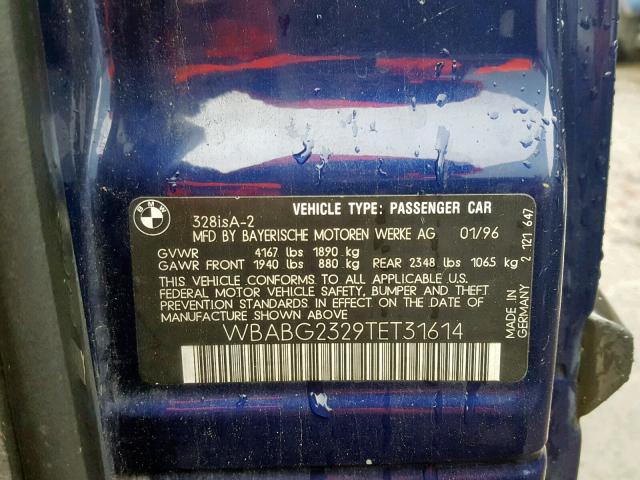 BMW
VEHICLE TYPE: PASSENGER CAR
328isA-2
MFD BY BAYERISCHE MOTOREN WERKE AG 01/96
GVWR 4167 lbs 1890 kg
GAWR FRONT 1940 lbs 880 kg REAR 2348 lbs 1065 kg
THIS VEHICLE CONFORMS TO ALL APPLICABLE U.S.
FEDERAL MOTOR VEHICLE SAFETY, BUMPER AND THEFT
PREVENTION STANDARDS IN EFFECT ON THE DATE OF
MANUFACTURE SHOWN ABOVE
WBABG2329TET31614
MADE IN
GERMANY
2 121 647